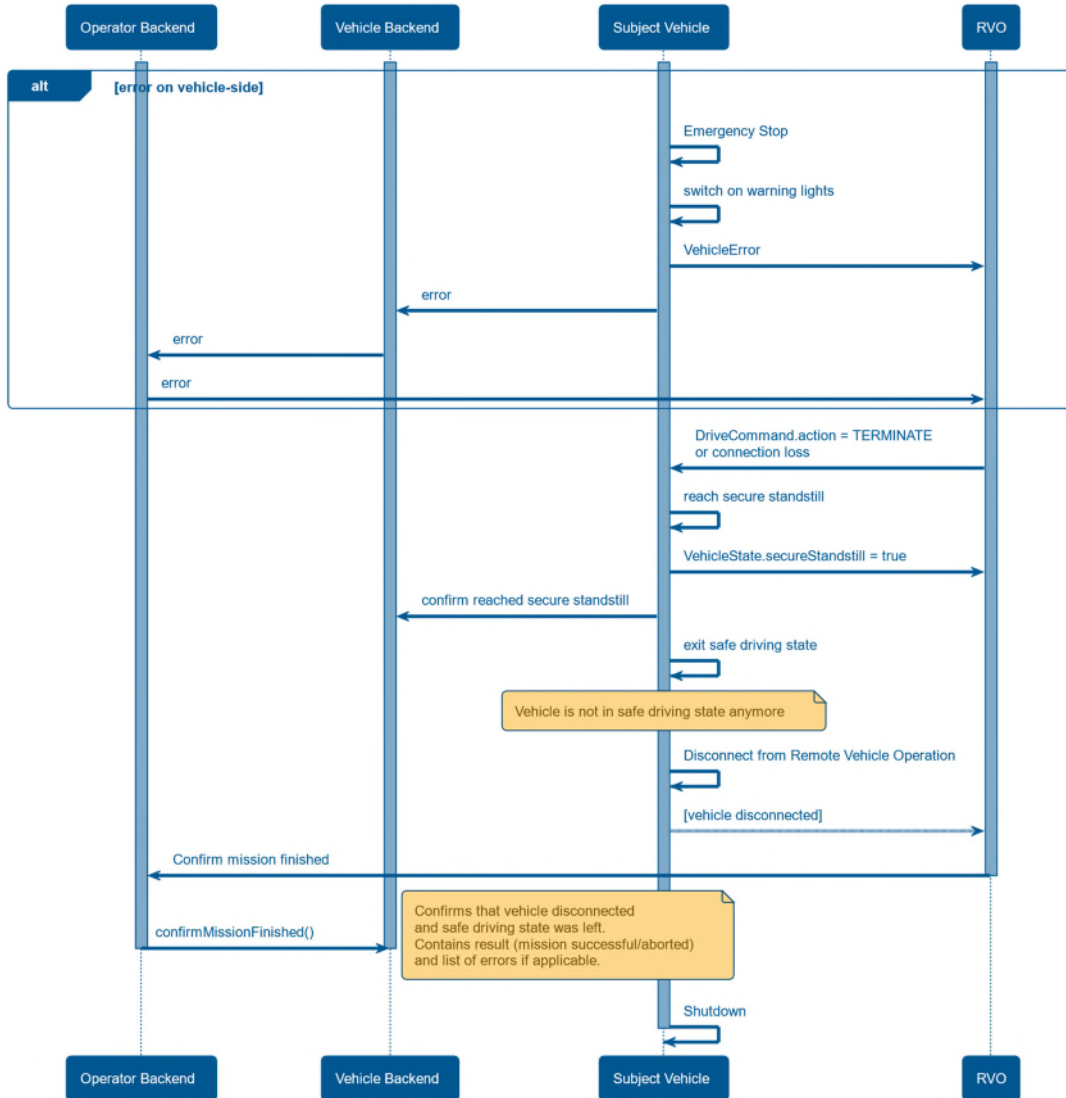 Operator Backend
Vehicle Backend
Subject Vehicle
RVO
alt
[error on vehicle-side]
Emergency Stop
switch on warning lights
VehicleError
error
error
error
DriveCommand.action = TERMINATE
or connection loss
reach secure standstill
VehicleState.secureStandstill = true
confirm reached secure standstill
exit safe driving state
Vehicle is not in safe driving state anymore
Disconnect from Remote Vehicle Operation
[vehicle disconnected]
Confirm mission finished
Confirms that vehicle disconnected
and safe driving state was left.
Contains result (mission successful/aborted)
and list of errors if applicable.
confirmMissionFinished()
Shutdown
Operator Backend
Vehicle Backend
Subject Vehicle
RVO